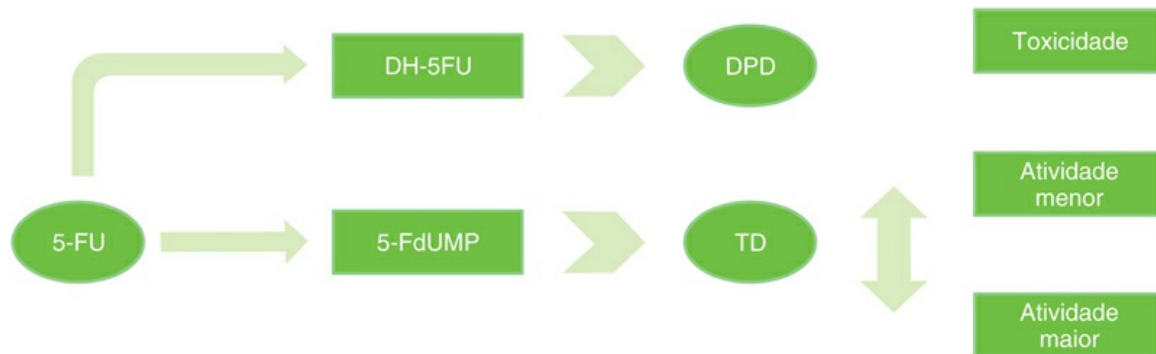 DH-5FU
DPD
Toxicidade
5-FU
5-FdUMP
TD
Atividade
menor
Atividade
maior